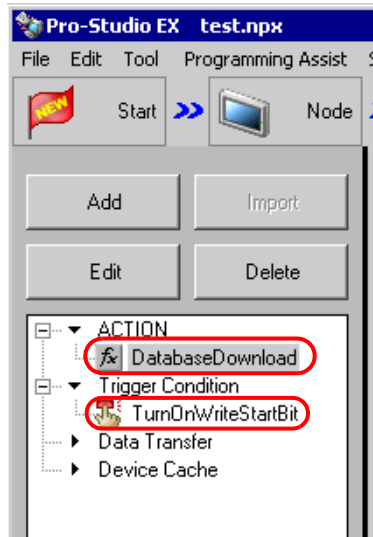 Pro-Studio EX test.npx
File Edit Tool Programming Assist S
NEW Start Node
Add Import
Edit Delete
ACTION
fx DatabaseDownload
Trigger Condition
TurnOnWriteStartBit
Data Transfer
Device Cache